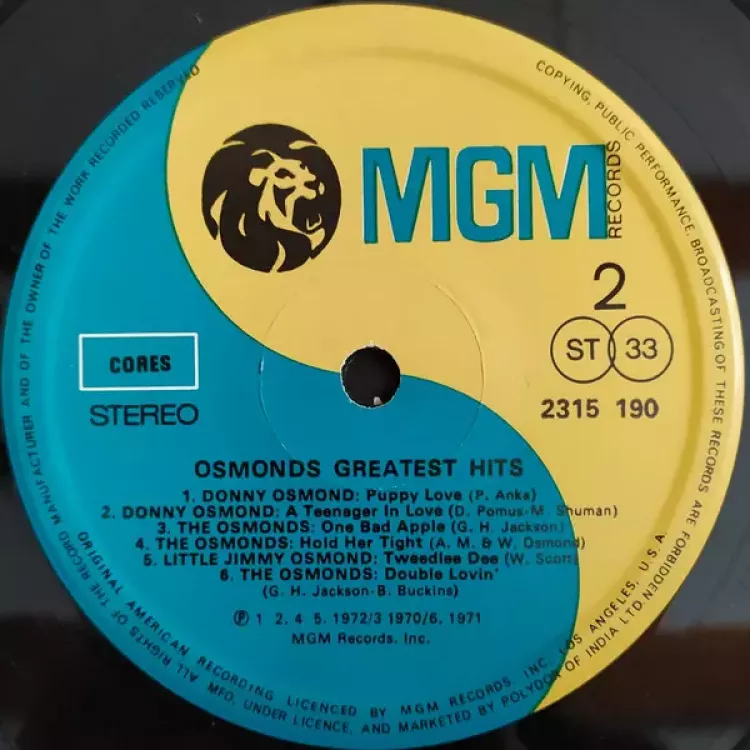 MGM
RECORDS
2
ST 33
2315 190
CORES
STEREO
OSMONDS GREATEST HITS
1. DONNY OSMOND: Puppy Love (P. Anka)
2. DONNY OSMOND: A Teenager In Love (D. Pomus-M. Shuman)
3. THE OSMONDS: One Bad Apple (G. H. Jackson)
4. THE OSMONDS: Hold Her Tight (A. M. & W. Osmond)
5. LITTLE JIMMY OSMOND: Tweedlee Dee (W. Scott)
6. THE OSMONDS: Double Lovin'
(G. H. Jackson-B. Buckins)
Ⓟ 1 2. 4 5. 1972/3 1970/6. 1971
MGM Records. Inc.
ALL RIGHTS OF THE RECORD MANUFACTURER AND OF THE OWNER OF THE WORK RECORDED RESERVED
COPYING, PUBLIC PERFORMANCE, BROADCASTING OF THESE RECORDS ARE FORBIDDEN
ORIGINAL AMERICAN RECORDING LICENCED BY MGM RECORDS, INC. LOS ANGELES, U.S.A.
MFD. UNDER LICENCE, AND MARKETED BY POLYDOR OF INDIA LTD.